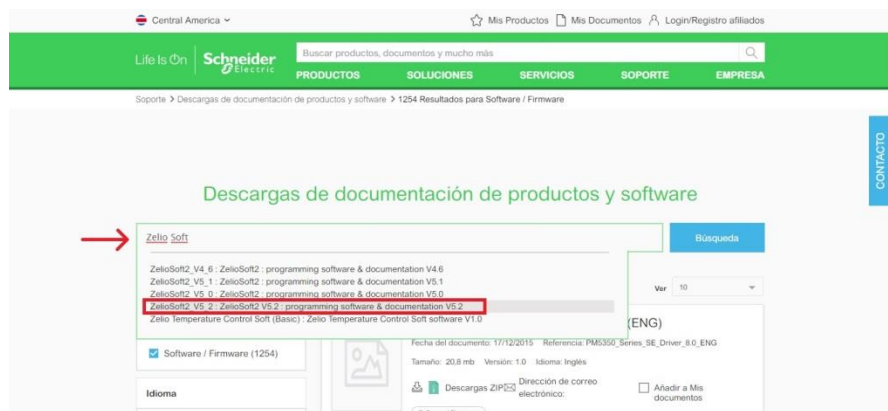 Central America
Mis Productos Mis Documentos Login/Registro afiliados
Life Is On Schneider Electric
Buscar productos, documentos y mucho más
PRODUCTOS SOLUCIONES SERVICIOS SOPORTE EMPRESA
Soporte > Descargas de documentación de productos y software > 1254 Resultados para Software / Firmware
CONTACTO
Descargas de documentación de productos y software
Zelio Soft
Búsqueda
ZelioSoft2_V4_6 : ZelioSoft2 : programming software & documentation V4.6
ZelioSoft2_V5_1 : ZelioSoft2 : programming software & documentation V5.1
ZelioSoft2_V5_0 : ZelioSoft2 : programming software & documentation V5.0
ZelioSoft2_V5_2 : ZelioSoft2 V5.2 : programming software & documentation V5.2
Zelio Temperature Control Soft (Basic) : Zelio Temperature Control Soft software V1.0
Ver 10
(ENG)
Fecha del documento: 17/12/2015 Referencia: PM5350_Series_SE_Driver_8.0_ENG
Software / Firmware (1254)
Tamaño: 20,8 mb Versión: 1.0 Idioma: Inglés
Descargas ZIP
Dirección de correo electrónico:
Añadir a Mis documentos
Idioma